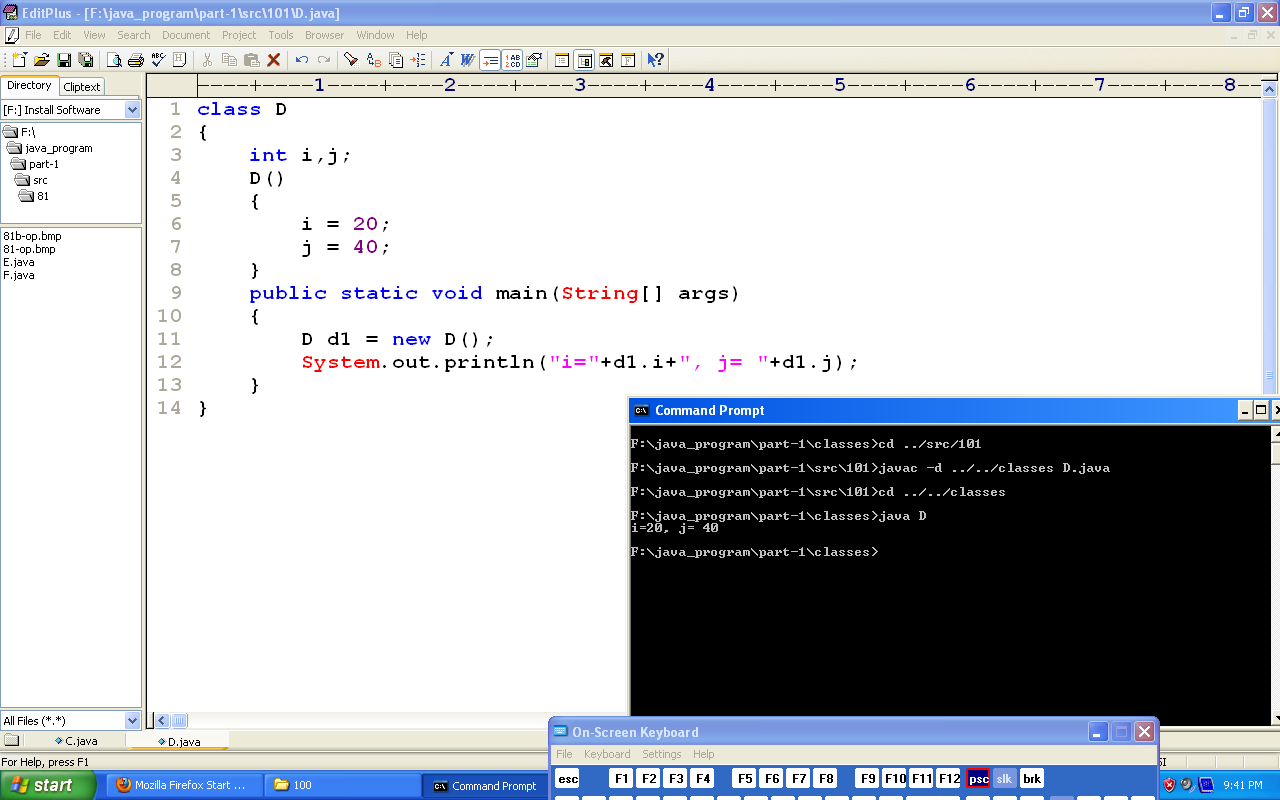 EditPlus - [F:\java_program\part-1\src\101\D.java]
File Edit View Search Document Project Tools Browser Window Help
Directory Cliptext
[F:] Install Software
F:\
java_program
part-1
src
81
81b-op.bmp
81-op.bmp
E.java
F.java
All Files (*.*)
----+----1----+----2----+----3----+----4----+----5----+----6----+----7----+----8--
1 class D
2 {
3     int i,j;
4     D()
5     {
6         i = 20;
7         j = 40;
8     }
9     public static void main(String[] args)
10     {
11         D d1 = new D();
12         System.out.println("i="+d1.i+", j= "+d1.j);
13     }
14 }
Command Prompt
F:\java_program\part-1\classes>cd ../src/101
F:\java_program\part-1\src\101>javac -d ../../classes D.java
F:\java_program\part-1\src\101>cd ../../classes
F:\java_program\part-1\classes>java D
i=20, j= 40
F:\java_program\part-1\classes>
C.java D.java
For Help, press F1
On-Screen Keyboard
File Keyboard Settings Help
esc F1 F2 F3 F4 F5 F6 F7 F8 F9 F10 F11 F12 psc slk brk
start Mozilla Firefox Start ... 100 Command Prompt 9:41 PM